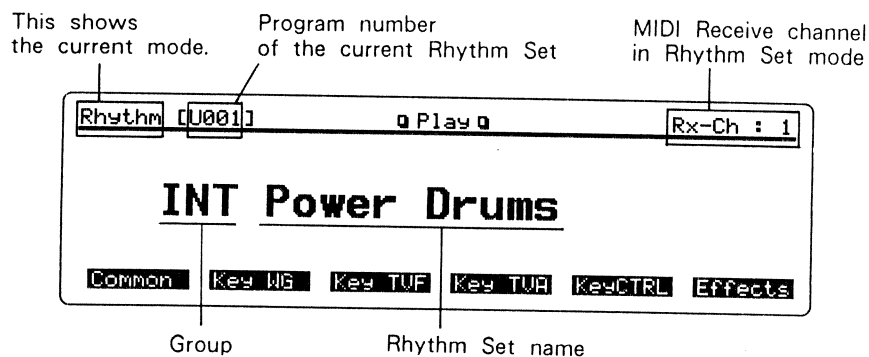 This shows
the current mode.
Program number
of the current Rhythm Set
MIDI Receive channel
in Rhythm Set mode
Rhythm [U001] Play Rx-Ch : 1
INT Power Drums
Common Key WG Key TVF Key TVA KeyCTRL Effects
Group
Rhythm Set name